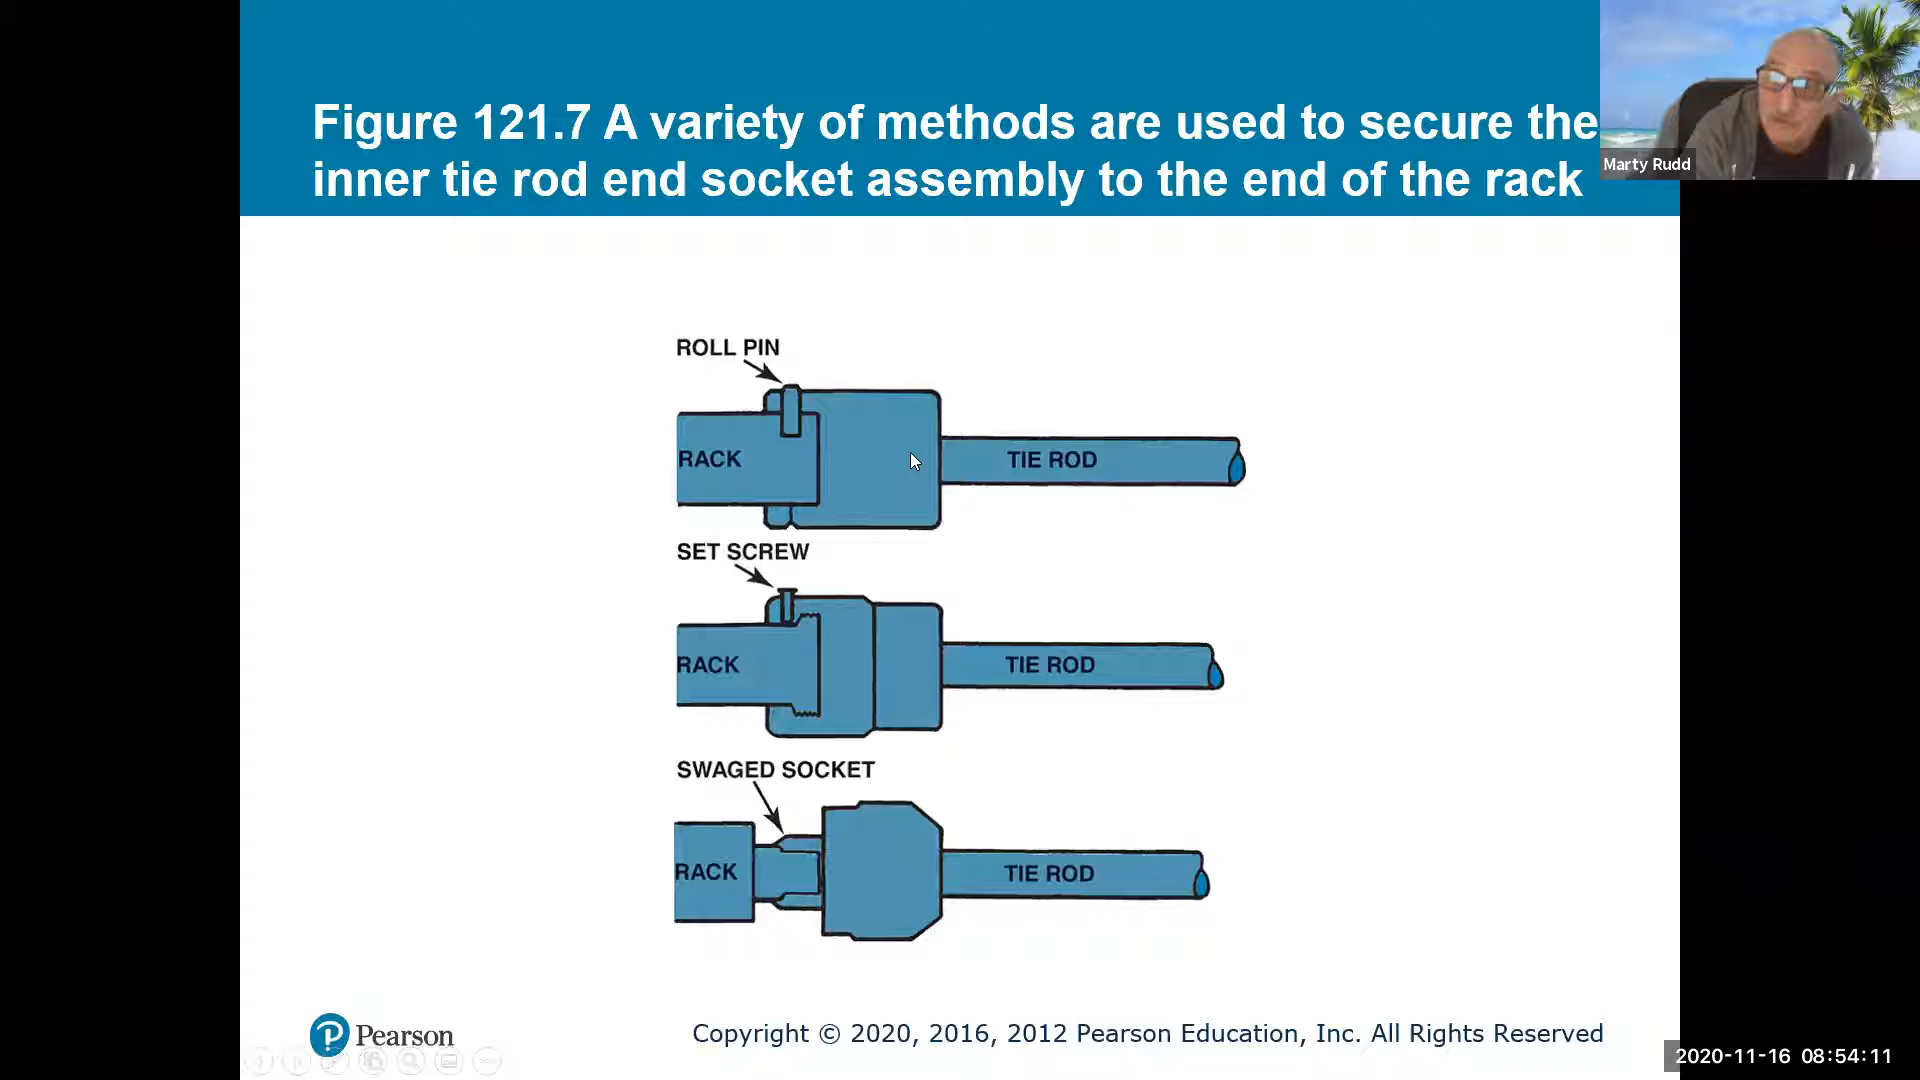 Figure 121.7 A variety of methods are used to secure the
inner tie rod end socket assembly to the end of the rack
Marty Rudd
ROLL PIN
RACK
TIE ROD
SET SCREW
RACK
TIE ROD
SWAGED SOCKET
RACK
TIE ROD
Pearson
Copyright © 2020, 2016, 2012 Pearson Education, Inc. All Rights Reserved
2020-11-16 08:54:11